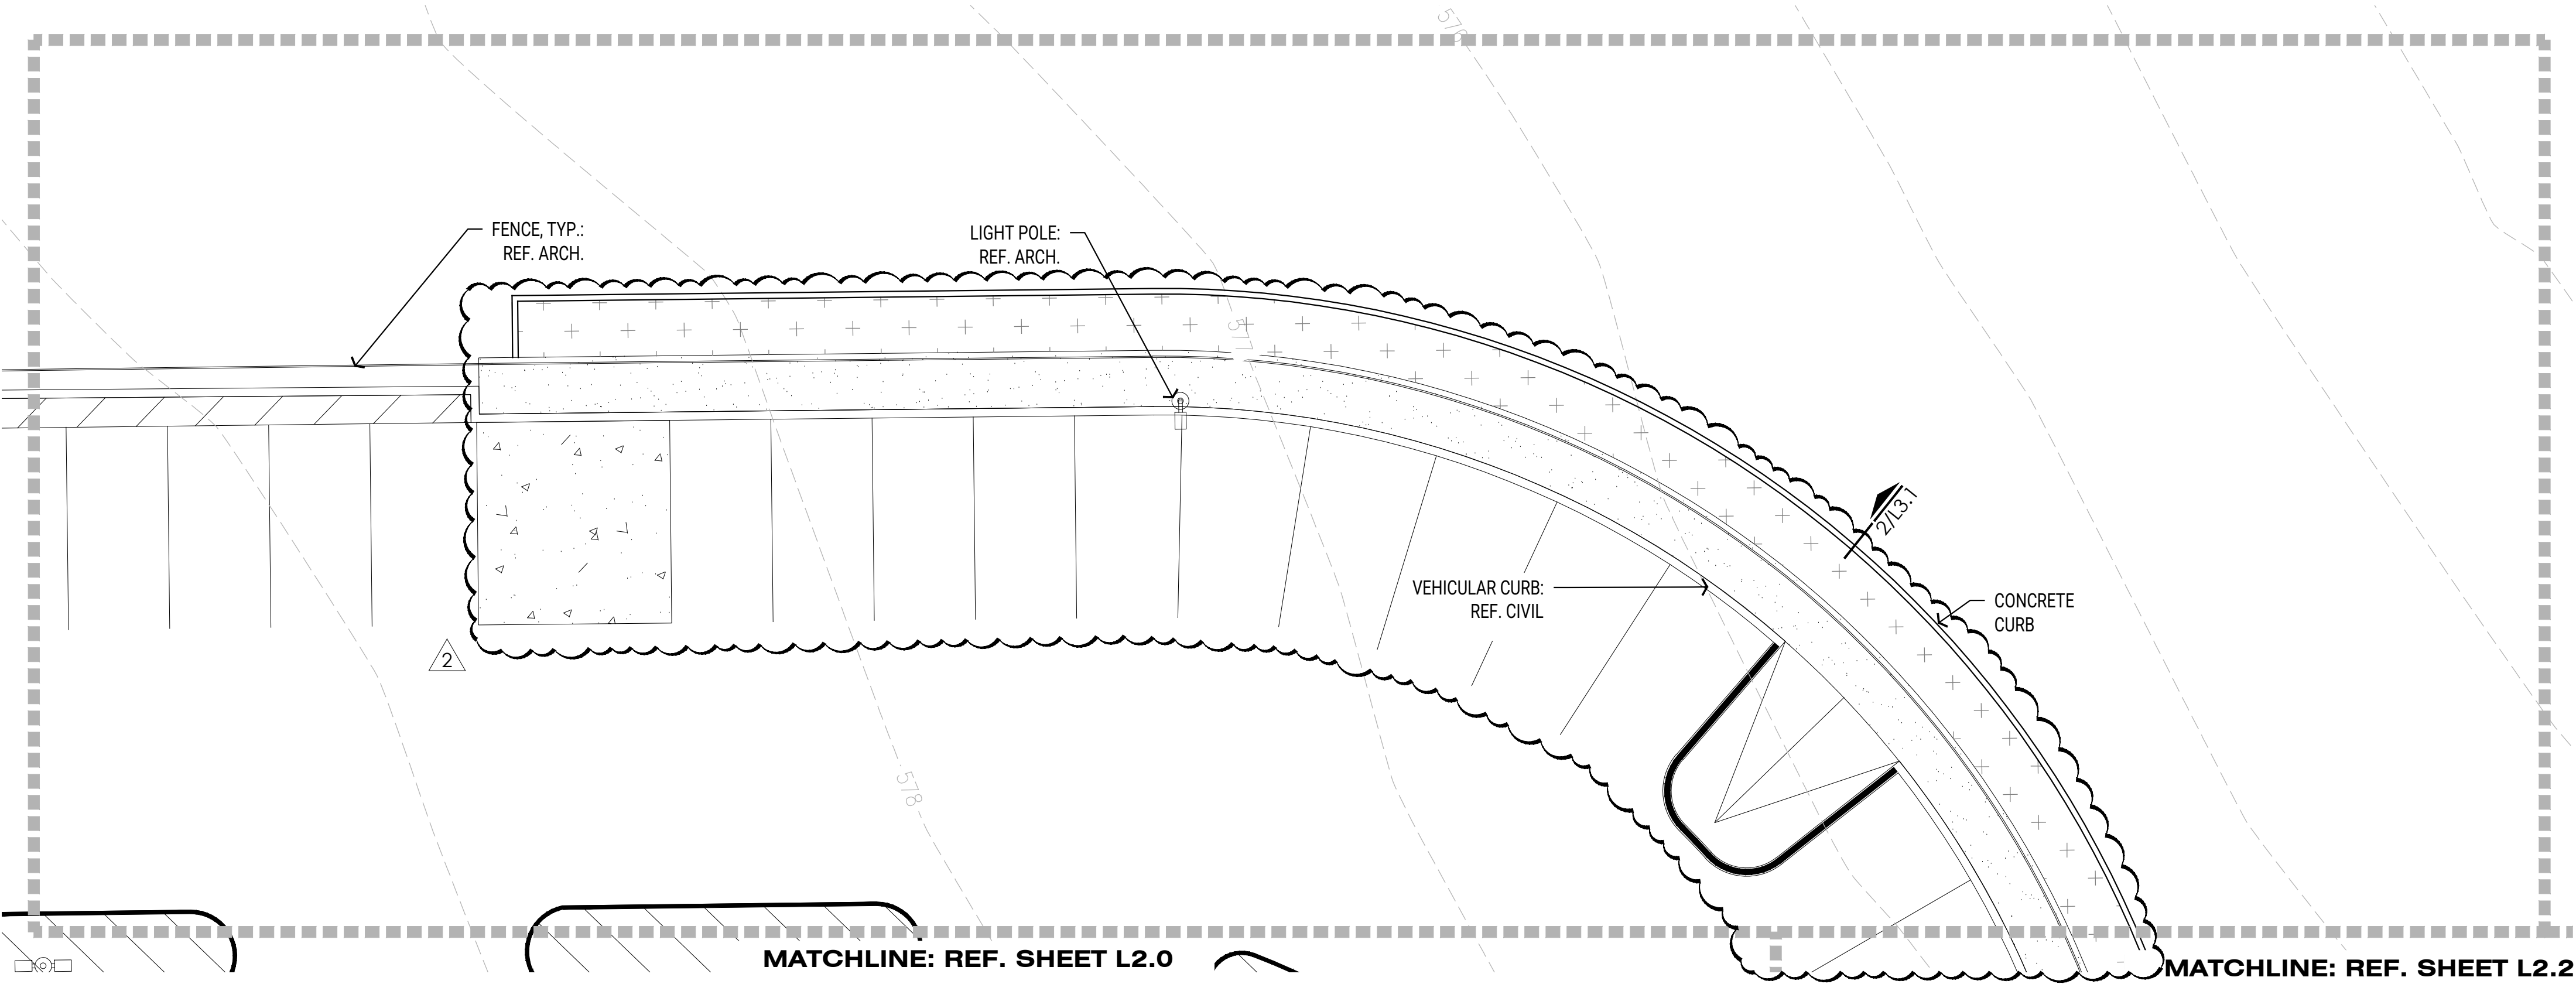 576
FENCE, TYP.:
REF. ARCH.
LIGHT POLE:
REF. ARCH.
577
2/L3.1
VEHICULAR CURB:
REF. CIVIL
CONCRETE
CURB
2
578
MATCHLINE: REF. SHEET L2.0
MATCHLINE: REF. SHEET L2.2